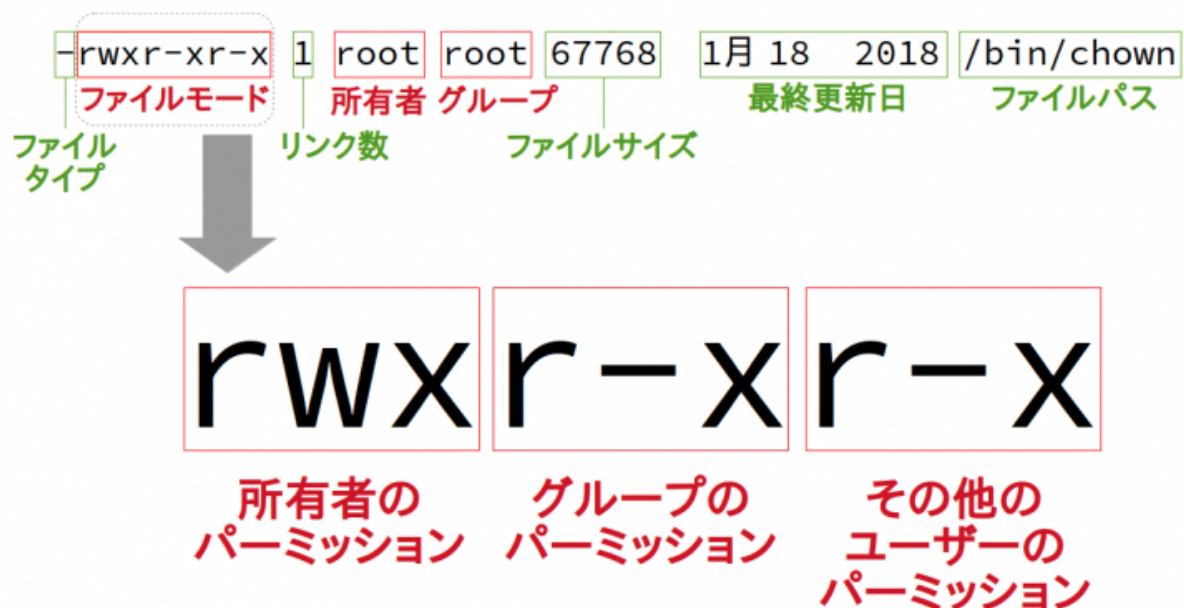 -rwxr-xr-x 1 root root 67768 1月 18 2018 /bin/chown
ファイルモード 所有者 グループ 最終更新日 ファイルパス
ファイル
タイプ
リンク数 ファイルサイズ
rwxr-xr-x
所有者の
パーミッション
グループの
パーミッション
その他の
ユーザーの
パーミッション